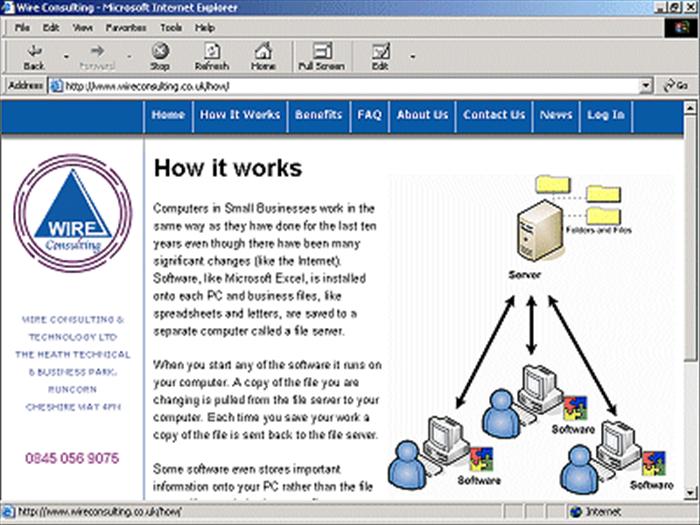 Wire Consulting - Microsoft Internet Explorer
File Edit View Favorites Tools Help
Back Forward Stop Refresh Home Full Screen Edit
Address http://www.wireconsulting.co.uk/how/ Go
Home How It Works Benefits FAQ About Us Contact Us News Log In
WIRE
Consulting
WIRE CONSULTING &
TECHNOLOGY LTD
THE HEATH TECHNICAL
& BUSINESS PARK,
RUNCORN
CHESHIRE WA7 4PN
0845 056 9075
How it works
Computers in Small Businesses work in the
same way as they have done for the last ten
years even though there have been many
significant changes (like the Internet).
Software, like Microsoft Excel, is installed
onto each PC and business files, like
spreadsheets and letters, are saved to a
separate computer called a file server.
When you start any of the software it runs on
your computer. A copy of the file you are
changing is pulled from the file server to your
computer. Each time you save your work a
copy of the file is sent back to the file server.
Some software even stores important
information onto your PC rather than the file
Folders and Files
Server
Software
Software
Software
http://www.wireconsulting.co.uk/how/ Internet